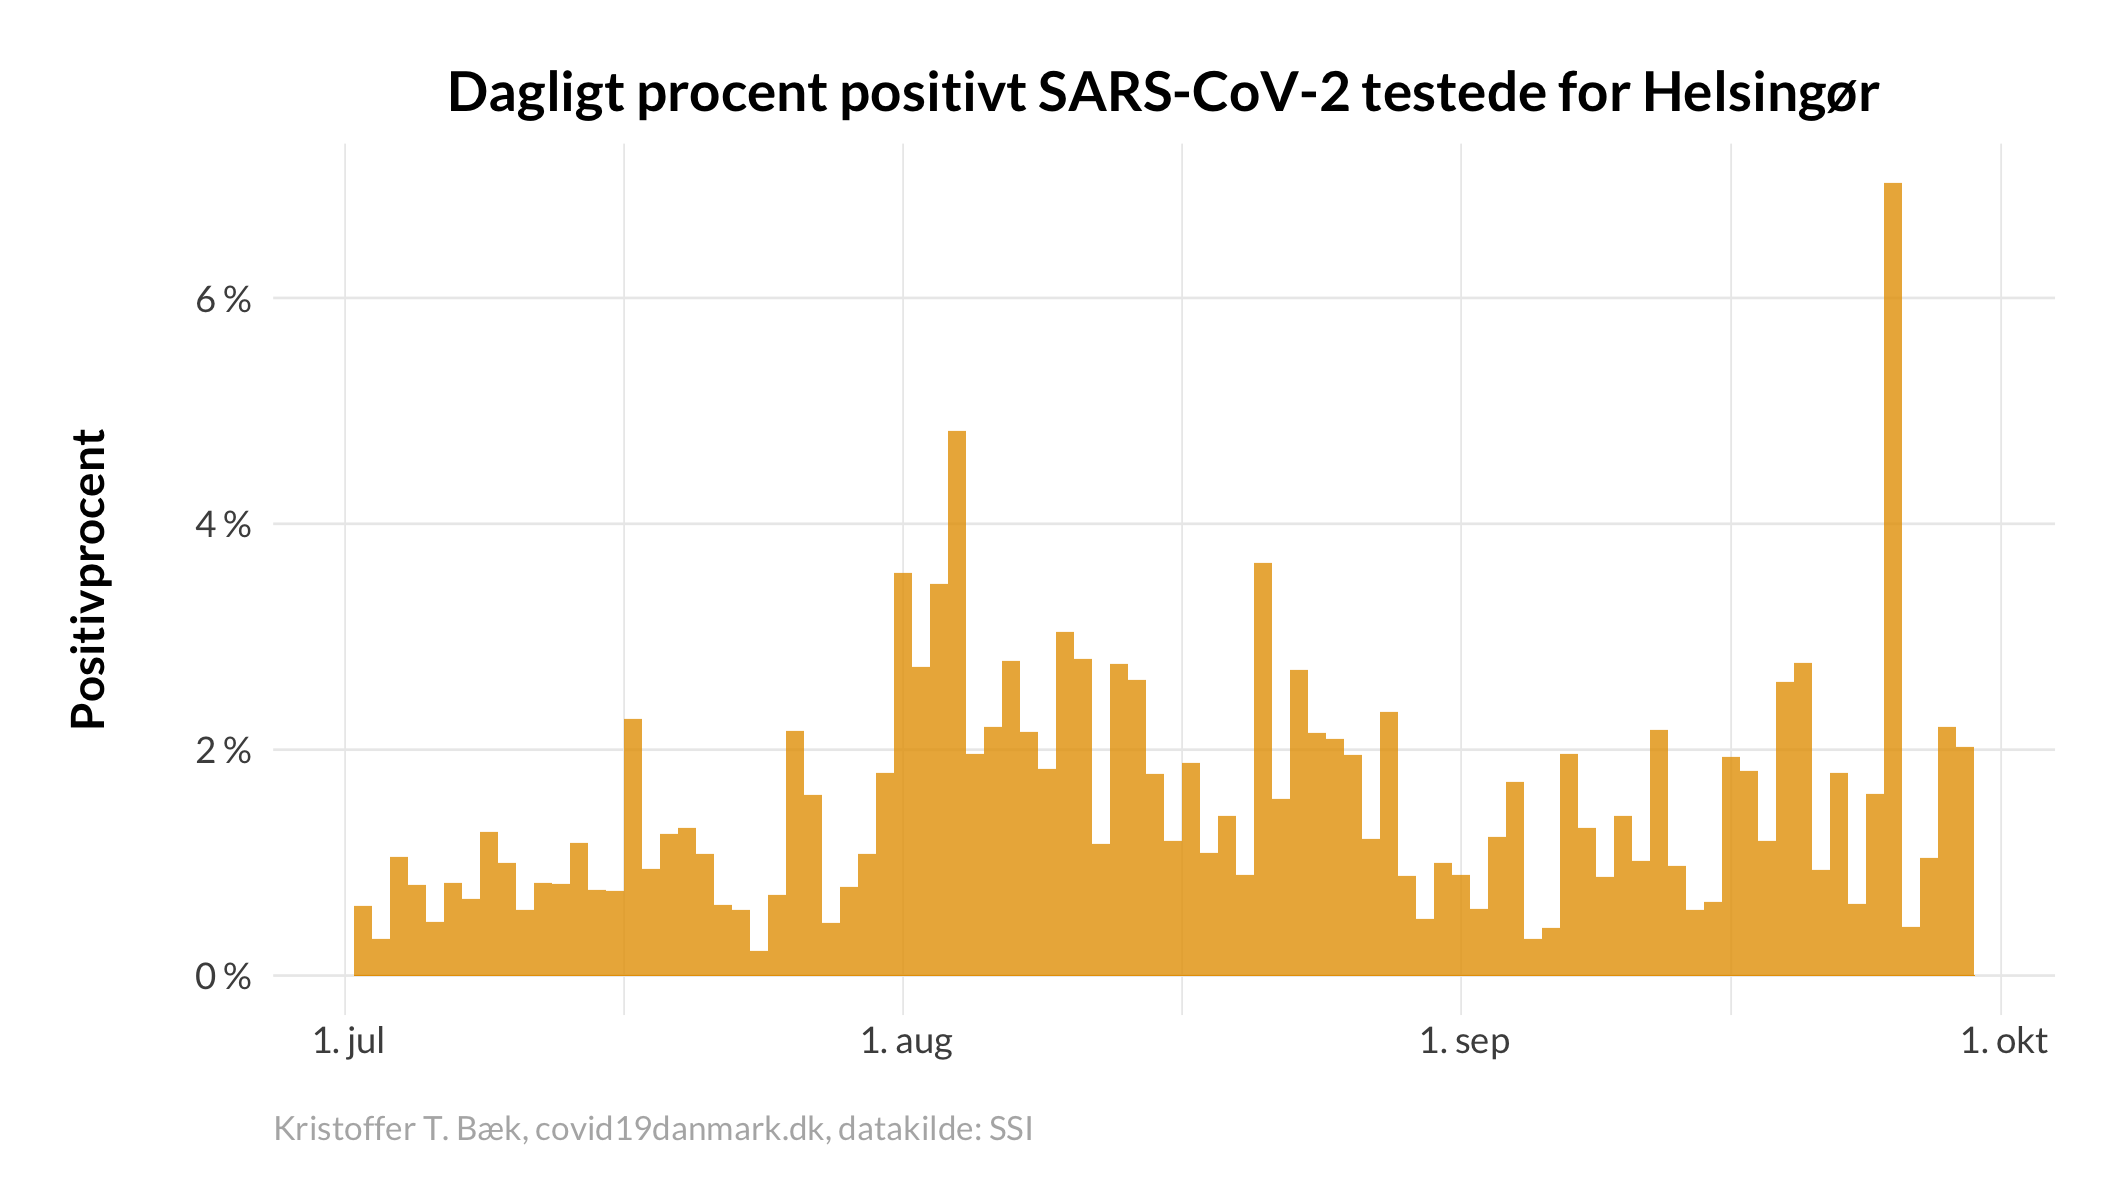 Dagligt procent positivt SARS-CoV-2 testede for Helsingør
Positivprocent
6 %
4 %
2 %
0 %
1. jul
1. aug
1. sep
1. okt
Kristoffer T. Bæk, covid19danmark.dk, datakilde: SSI